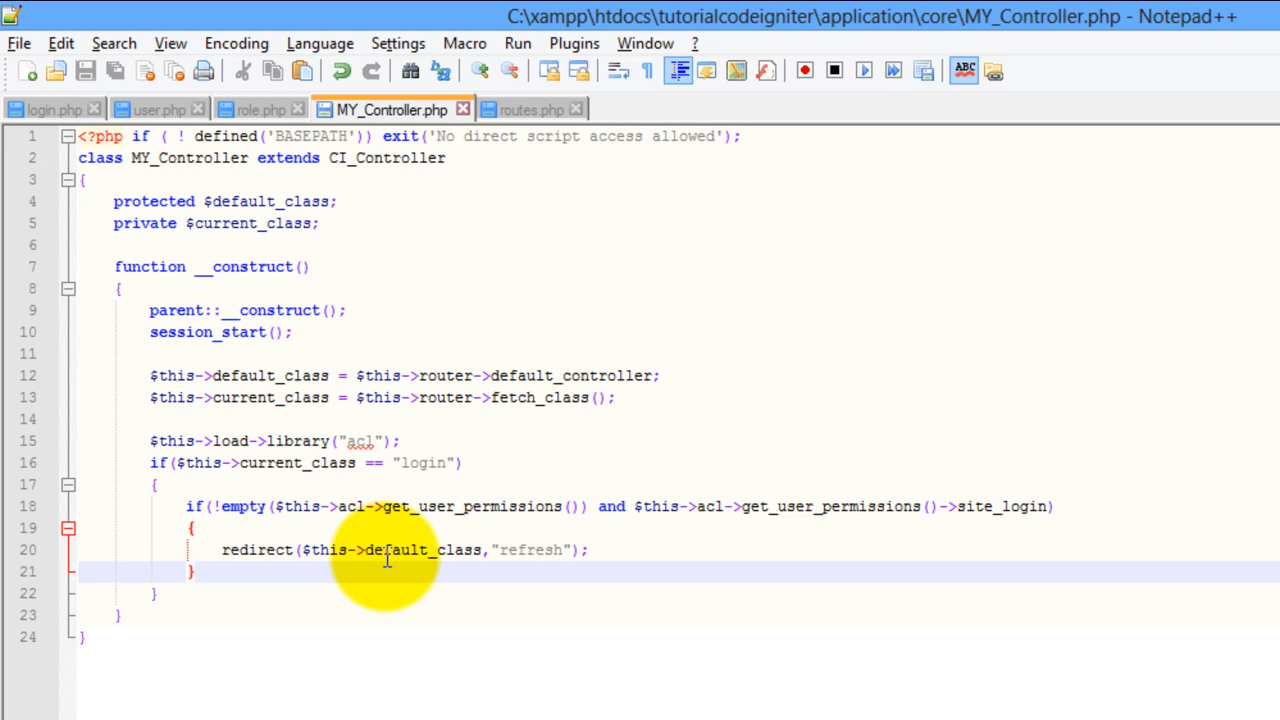 C:\xampp\htdocs\tutorialcodeigniter\application\core\MY_Controller.php - Notepad++
File Edit Search View Encoding Language Settings Macro Run Plugins Window ?
ABC
login.php user.php role.php MY_Controller.php routes.php
1 <?php if ( ! defined('BASEPATH')) exit('No direct script access allowed');
2 class MY_Controller extends CI_Controller
3 {
4 protected $default_class;
5 private $current_class;
6
7 function __construct()
8 {
9 parent::__construct();
10 session_start();
11
12 $this->default_class = $this->router->default_controller;
13 $this->current_class = $this->router->fetch_class();
14
15 $this->load->library("acl");
16 if($this->current_class == "login")
17 {
18 if(!empty($this->acl->get_user_permissions()) and $this->acl->get_user_permissions()->site_login)
19 {
20 redirect($this->default_class,"refresh");
21 }
22 }
23 }
24 }